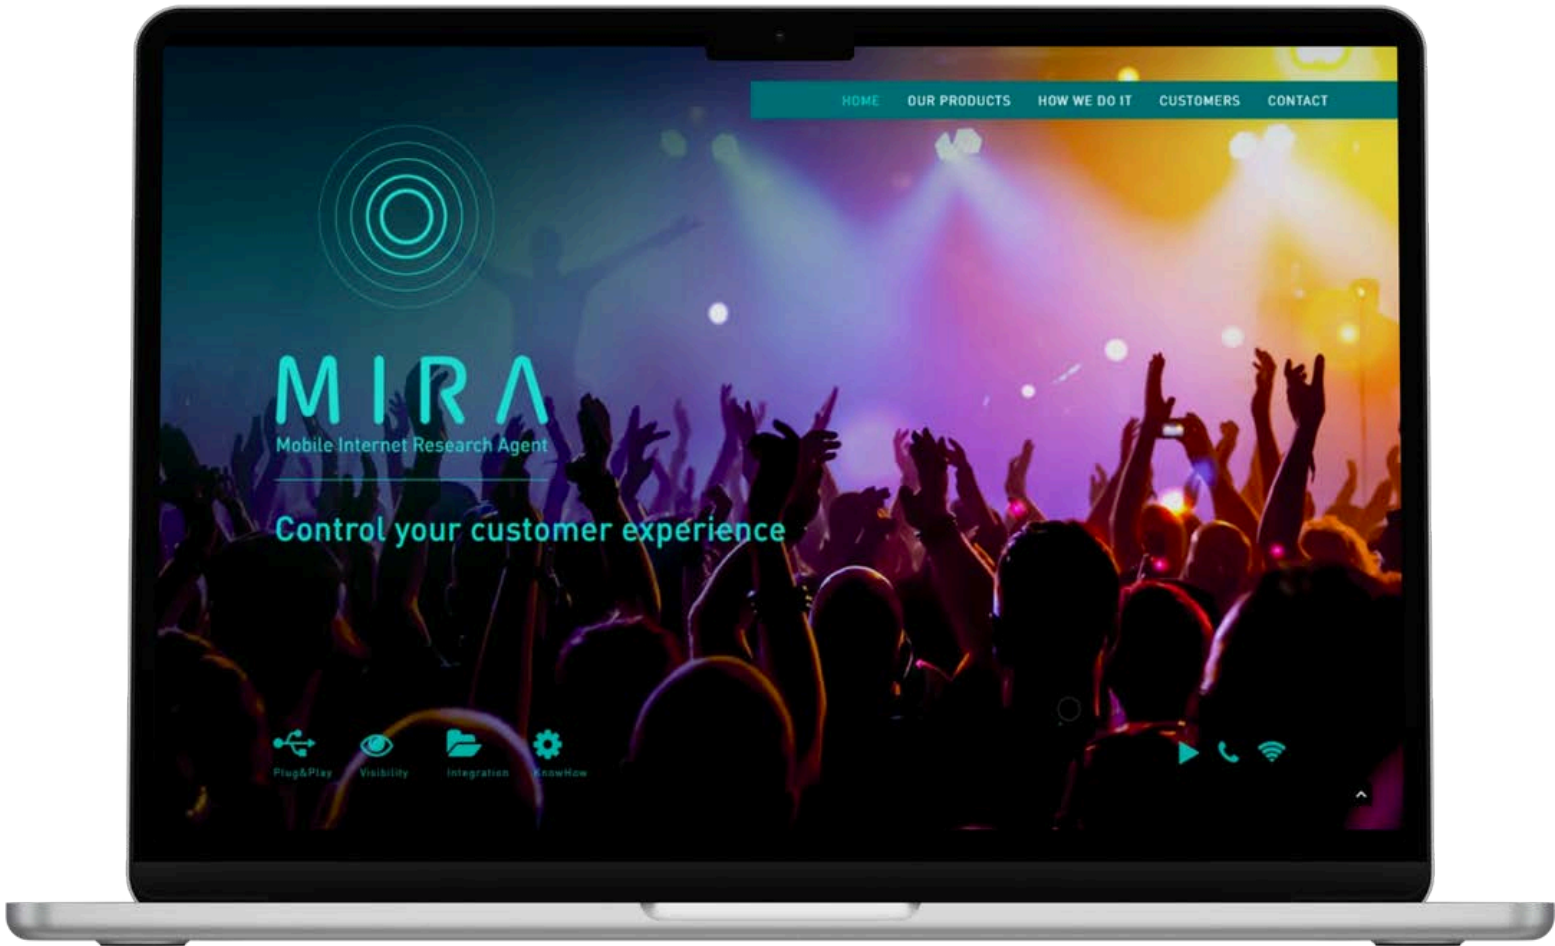 HOME OUR PRODUCTS HOW WE DO IT CUSTOMERS CONTACT
MIRA
Mobile Internet Research Agent
Control your customer experience
Plug&Play Visibility Integration KnowHow